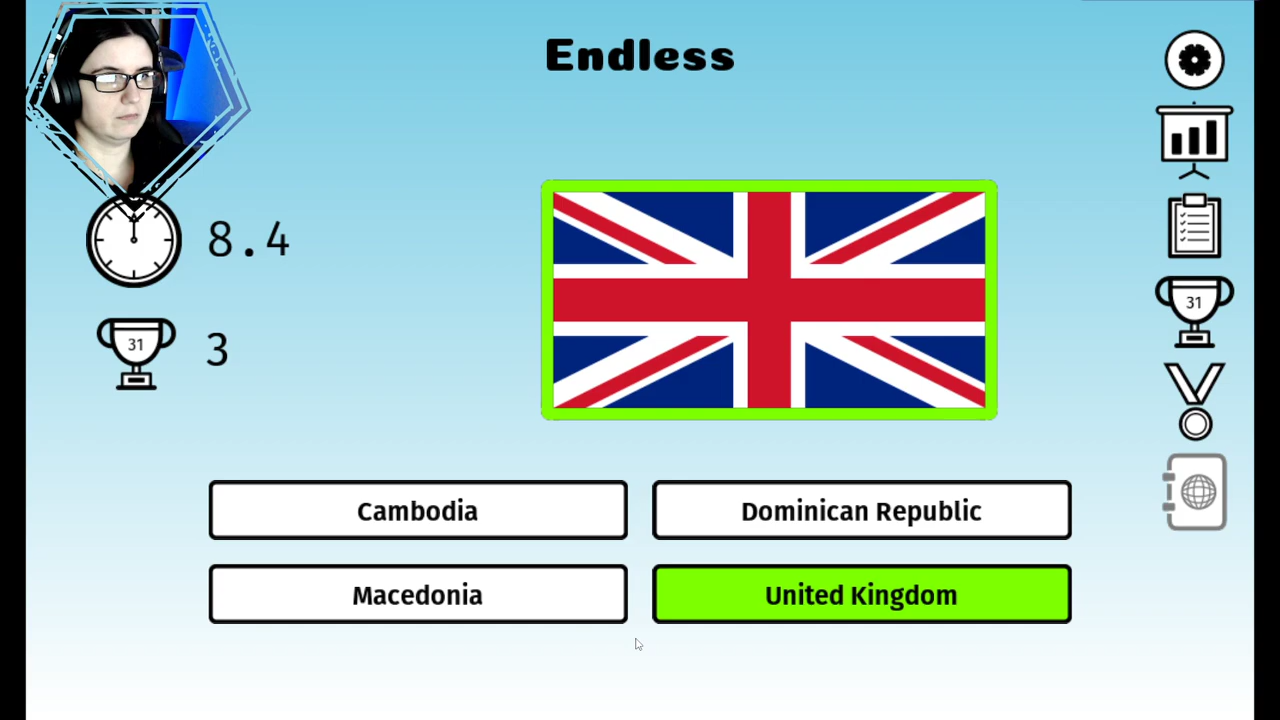 Endless
8.4
31
3
31
Cambodia
Dominican Republic
Macedonia
United Kingdom